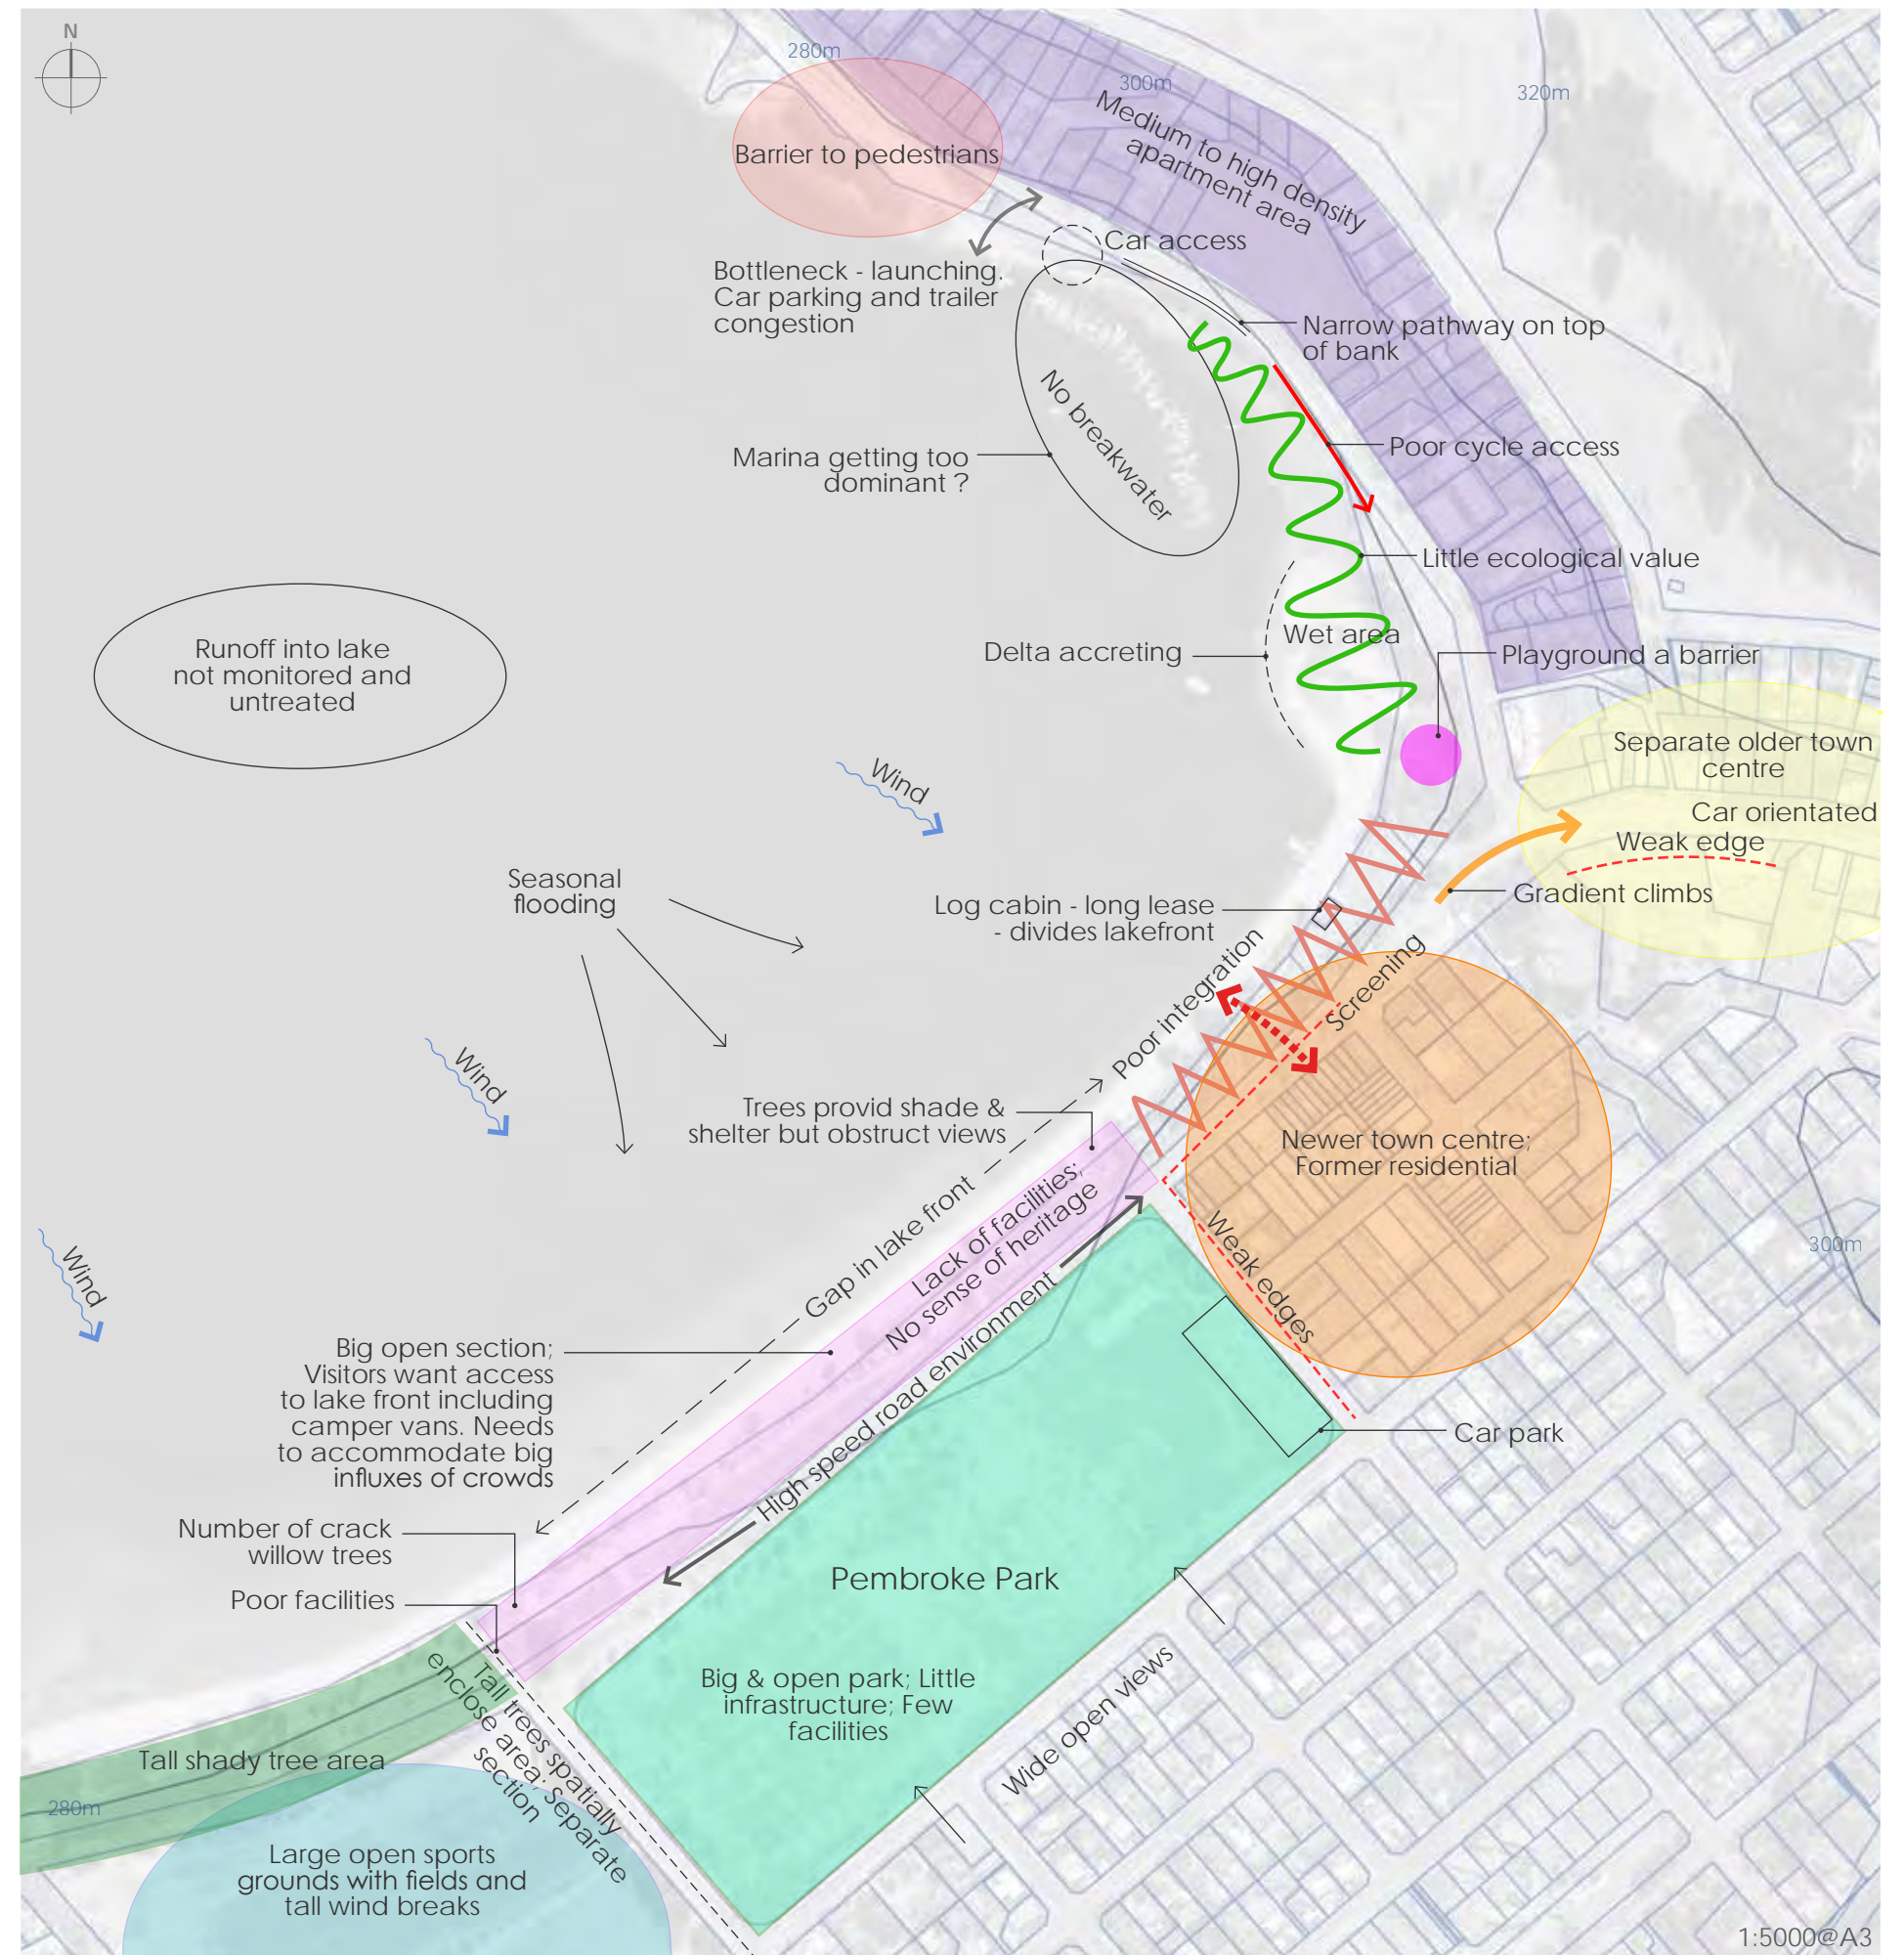 N
280m
300m
320m
Barrier to pedestrians
Medium to high density
apartment area
Car access
Bottleneck - launching.
Car parking and trailer
congestion
Narrow pathway on top
of bank
No breakwater
Marina getting too
dominant ?
Poor cycle access
Little ecological value
Runoff into lake
not monitored and
untreated
Delta accreting
Wet area
Playground a barrier
Separate older town
centre
Car orientated
Weak edge
Gradient climbs
Wind
Seasonal
flooding
Log cabin - long lease
- divides lakefront
Poor integration
Screening
Wind
Trees provid shade &
shelter but obstruct views
Newer town centre;
Former residential
Gap in lake front
Lack of facilities;
No sense of heritage
Weak edges
300m
Wind
High speed road environment
Big open section;
Visitors want access
to lake front including
camper vans. Needs
to accommodate big
influxes of crowds
Car park
Number of crack
willow trees
Poor facilities
Pembroke Park
Big & open park; Little
infrastructure; Few
facilities
Wide open views
Tall trees spatially
enclose area; Separate
section
Tall shady tree area
280m
Large open sports
grounds with fields and
tall wind breaks
1:5000@A3